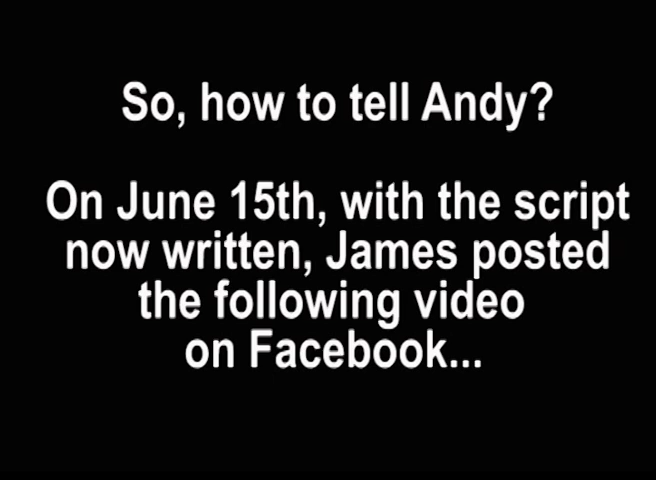 So, how to tell Andy?
On June 15th, with the script
now written, James posted
the following video
on Facebook...